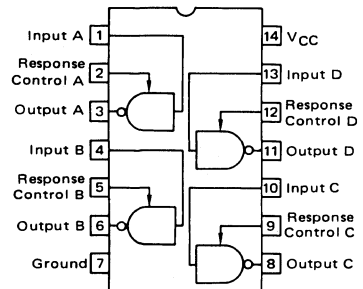 Input A 1
Response
Control A 2
Output A 3
Input B 4
Response
Control B 5
Output B 6
Ground 7
14 VCC
13 Input D
12 Response
Control D
11 Output D
10 Input C
9 Response
Control C
8 Output C